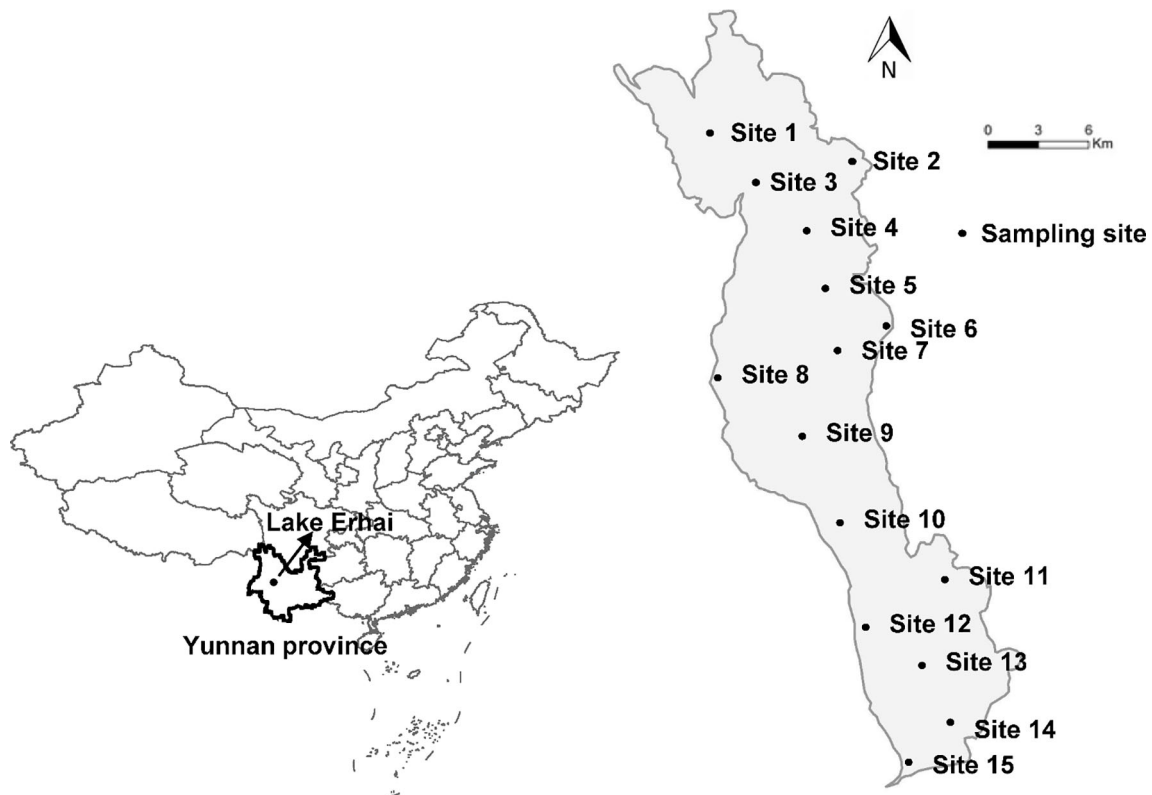 N
0 3 6
Km
Site 1
Site 2
Site 3
Site 4
Sampling site
Site 5
Site 6
Site 7
Site 8
Site 9
Site 10
Site 11
Site 12
Site 13
Site 14
Site 15
Lake Erhai
Yunnan province